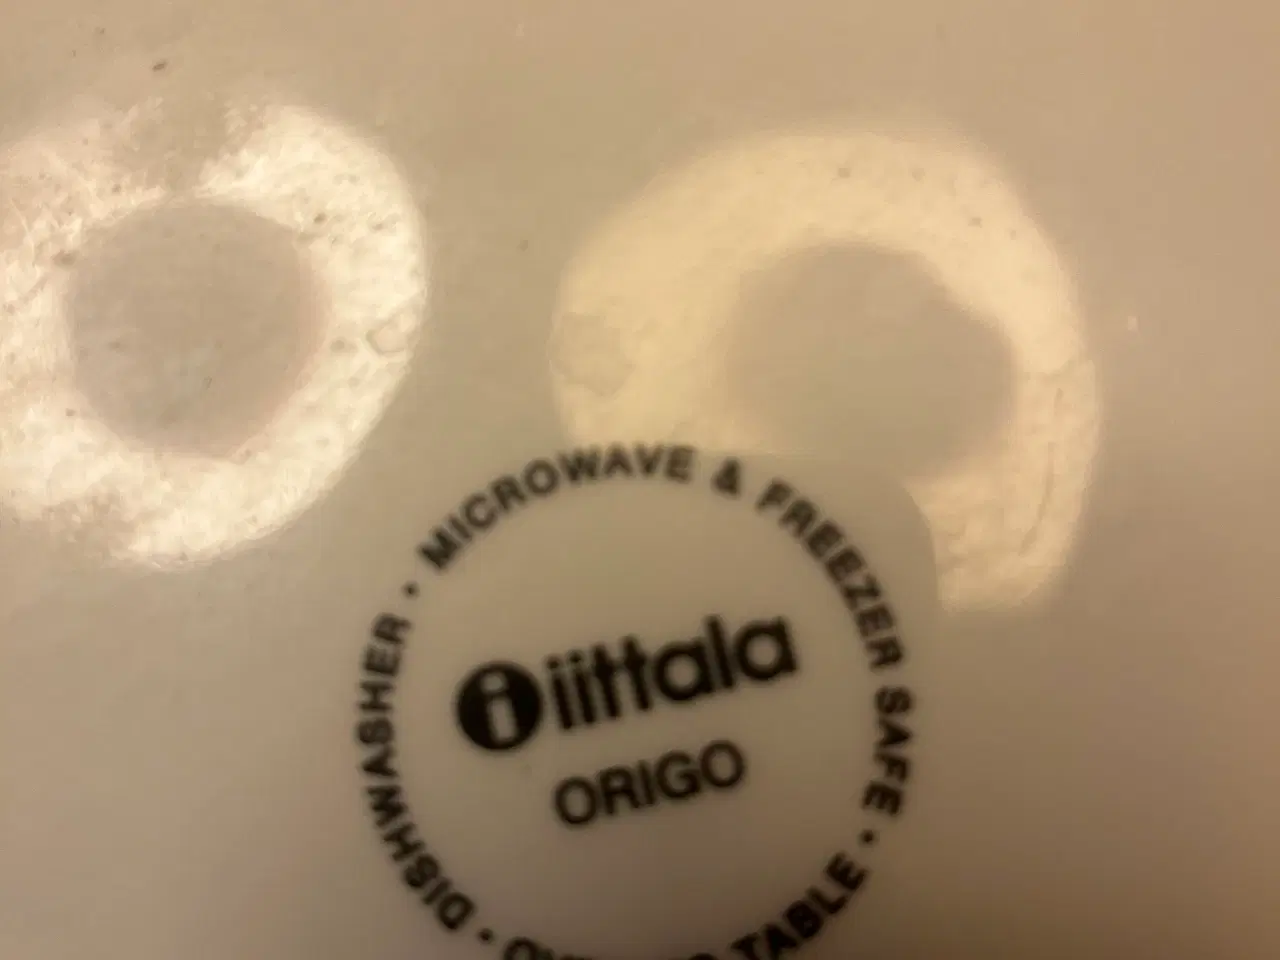 DISHWASHER • MICROWAVE & FREEZER SAFE •
TABLE
iittala
ORIGO